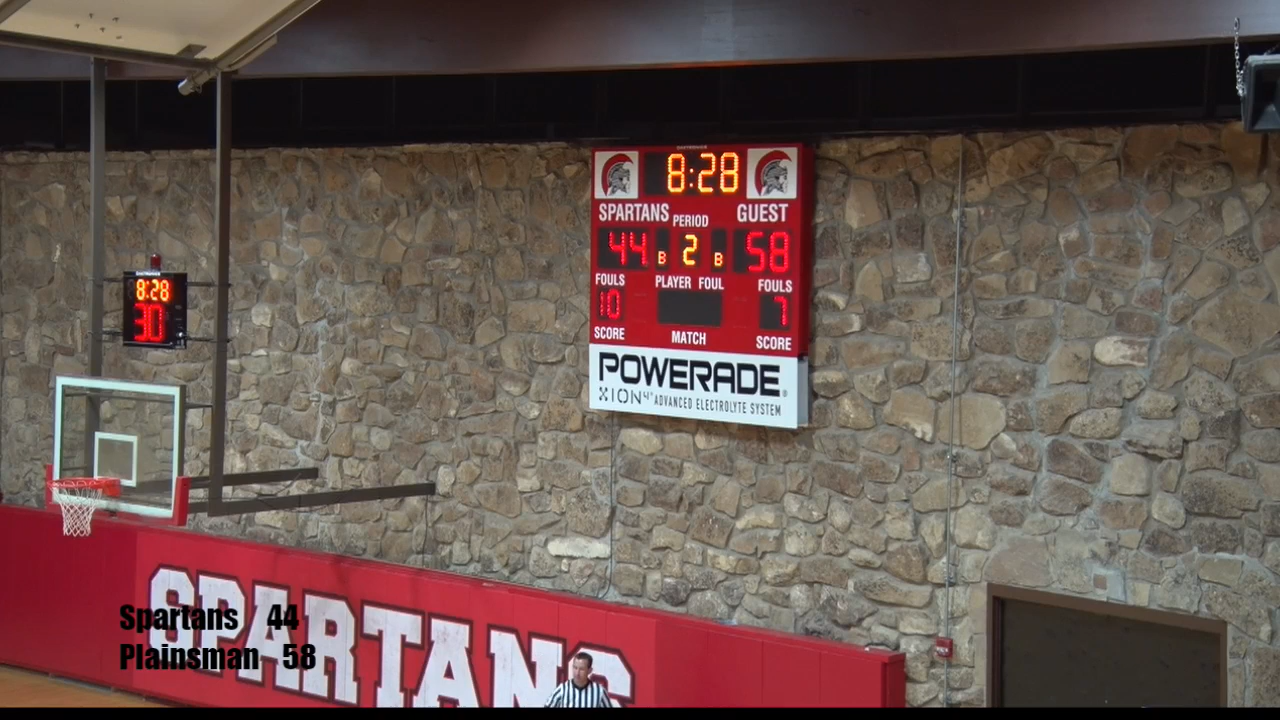 8:28
SPARTANS PERIOD GUEST
44 B 2 B 58
FOULS PLAYER FOUL FOULS
10 7
SCORE MATCH SCORE
POWERADE
ION4 ADVANCED ELECTROLYTE SYSTEM
8:28
30
SPARTANS
Spartans 44
Plainsman 58